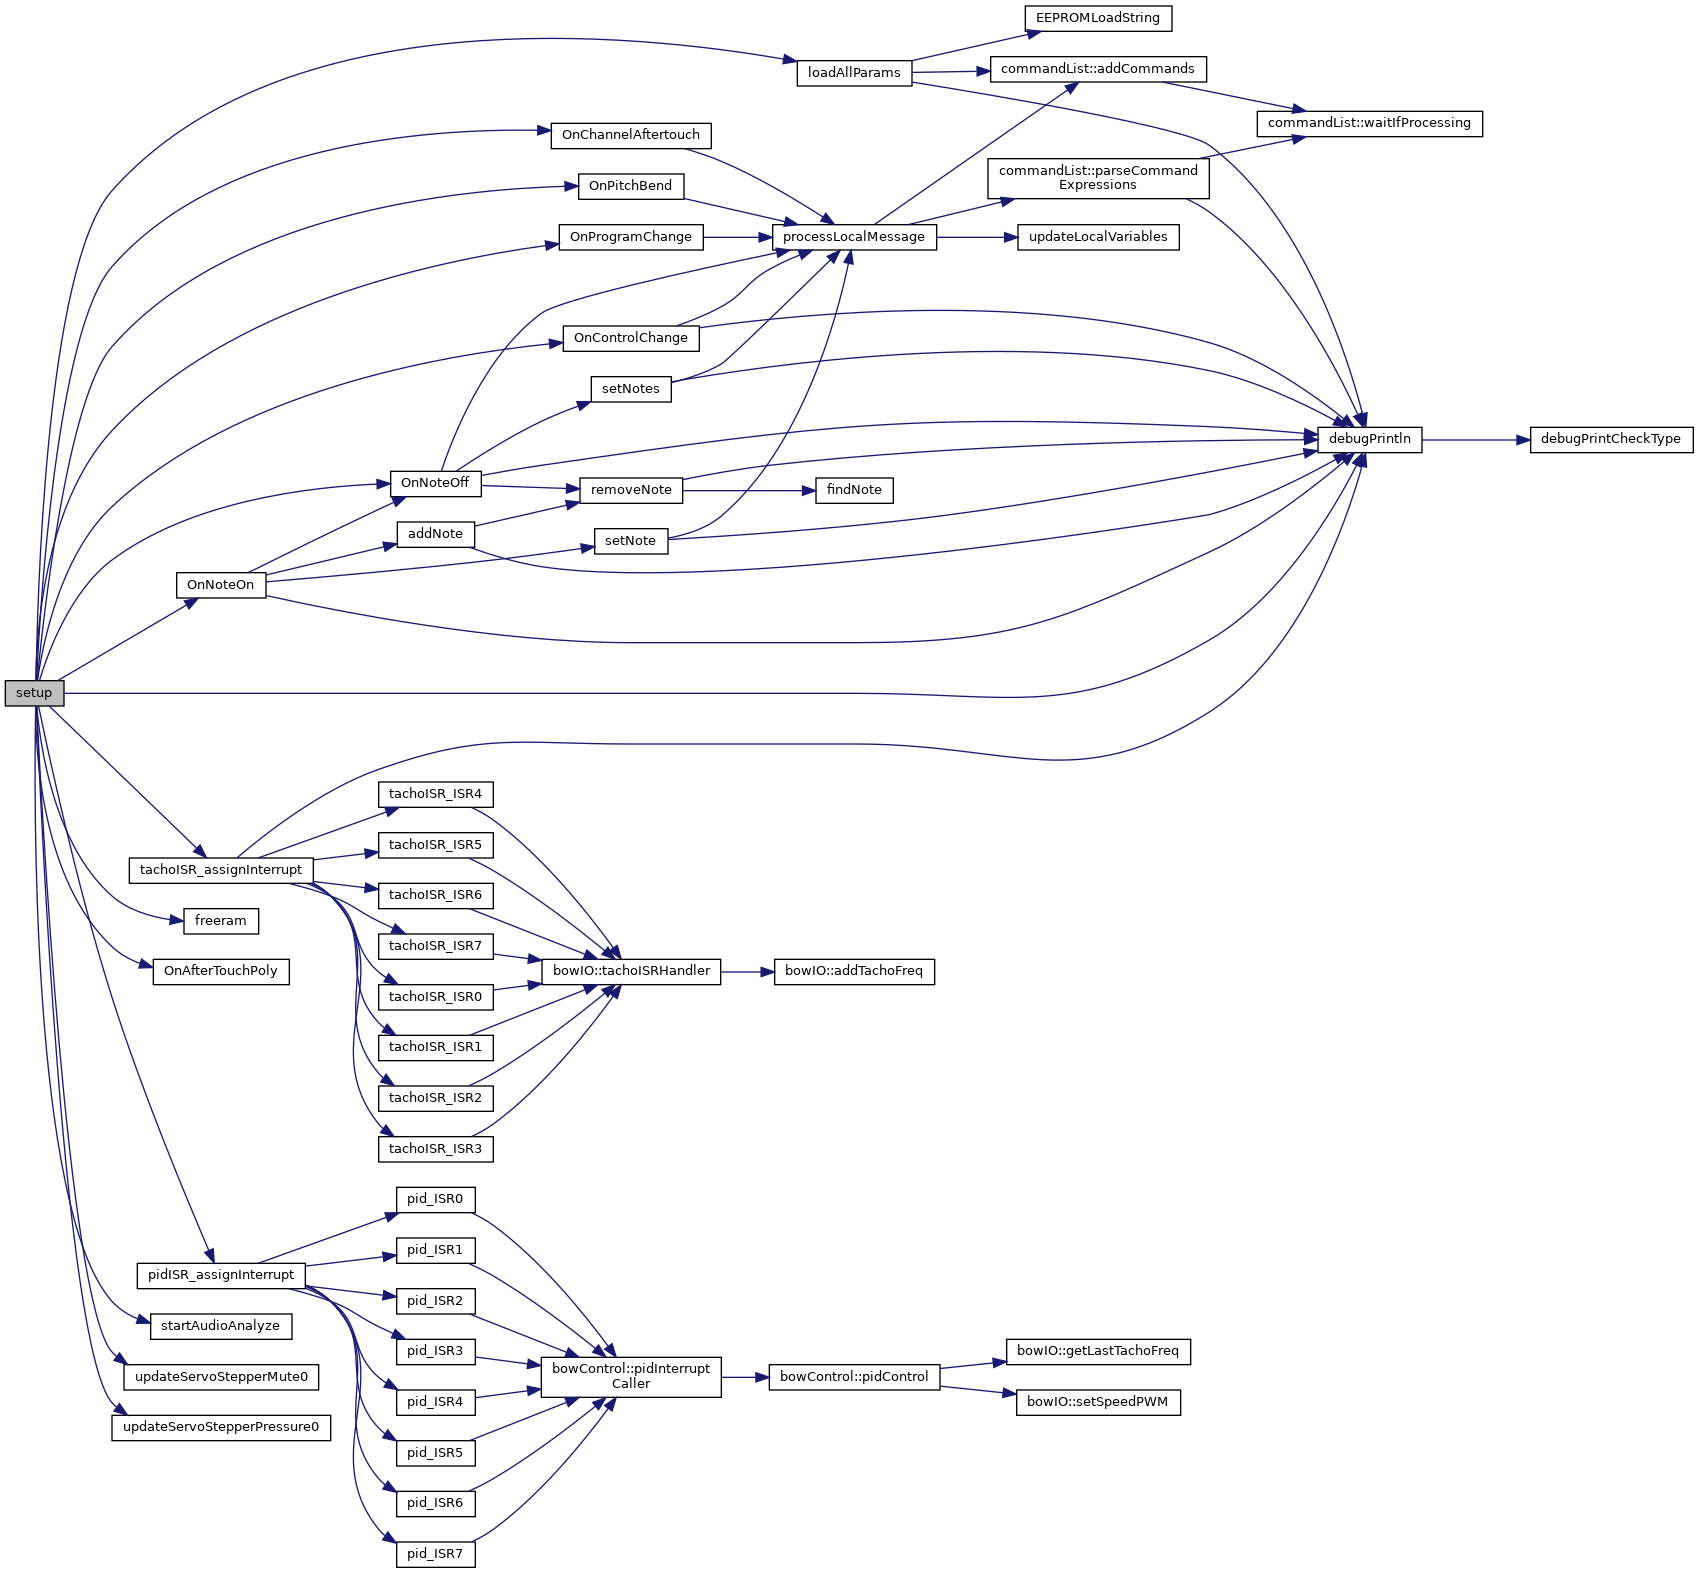 EEPROMLoadString
commandList::addCommands
loadAllParams
commandList::waitIfProcessing
OnChannelAftertouch
commandList::parseCommand
Expressions
OnPitchBend
OnProgramChange
processLocalMessage
updateLocalVariables
OnControlChange
setNotes
debugPrintln
debugPrintCheckType
OnNoteOff
removeNote
findNote
addNote
setNote
OnNoteOn
setup
tachoISR_ISR4
tachoISR_ISR5
tachoISR_assignInterrupt
tachoISR_ISR6
freeram
tachoISR_ISR7
OnAfterTouchPoly
bowIO::tachoISRHandler
bowIO::addTachoFreq
tachoISR_ISR0
tachoISR_ISR1
tachoISR_ISR2
tachoISR_ISR3
pid_ISR0
pid_ISR1
pidISR_assignInterrupt
pid_ISR2
startAudioAnalyze
pid_ISR3
bowIO::getLastTachoFreq
bowControl::pidInterrupt
Caller
bowControl::pidControl
updateServoStepperMute0
pid_ISR4
bowIO::setSpeedPWM
updateServoStepperPressure0
pid_ISR5
pid_ISR6
pid_ISR7